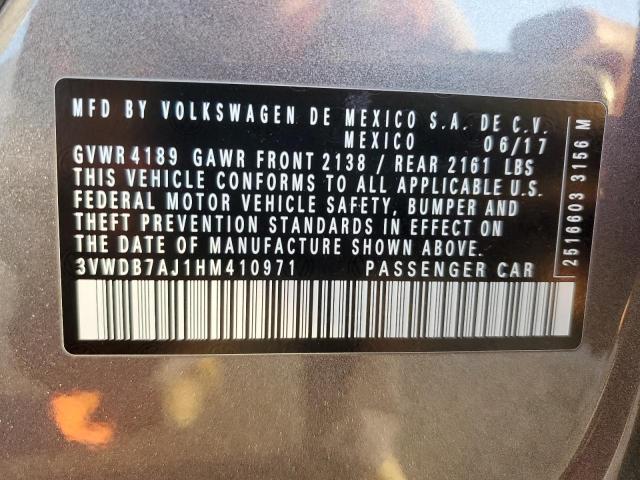 MFD BY VOLKSWAGEN DE MEXICO S.A. DE C.V.
MEXICO 06/17
GVWR4189 GAWR FRONT 2138 / REAR 2161 LBS
THIS VEHICLE CONFORMS TO ALL APPLICABLE U.S.
FEDERAL MOTOR VEHICLE SAFETY, BUMPER AND
THEFT PREVENTION STANDARDS IN EFFECT ON
THE DATE OF MANUFACTURE SHOWN ABOVE.
3VWDB7AJ1HM410971 PASSENGER CAR
2516603 3156 M